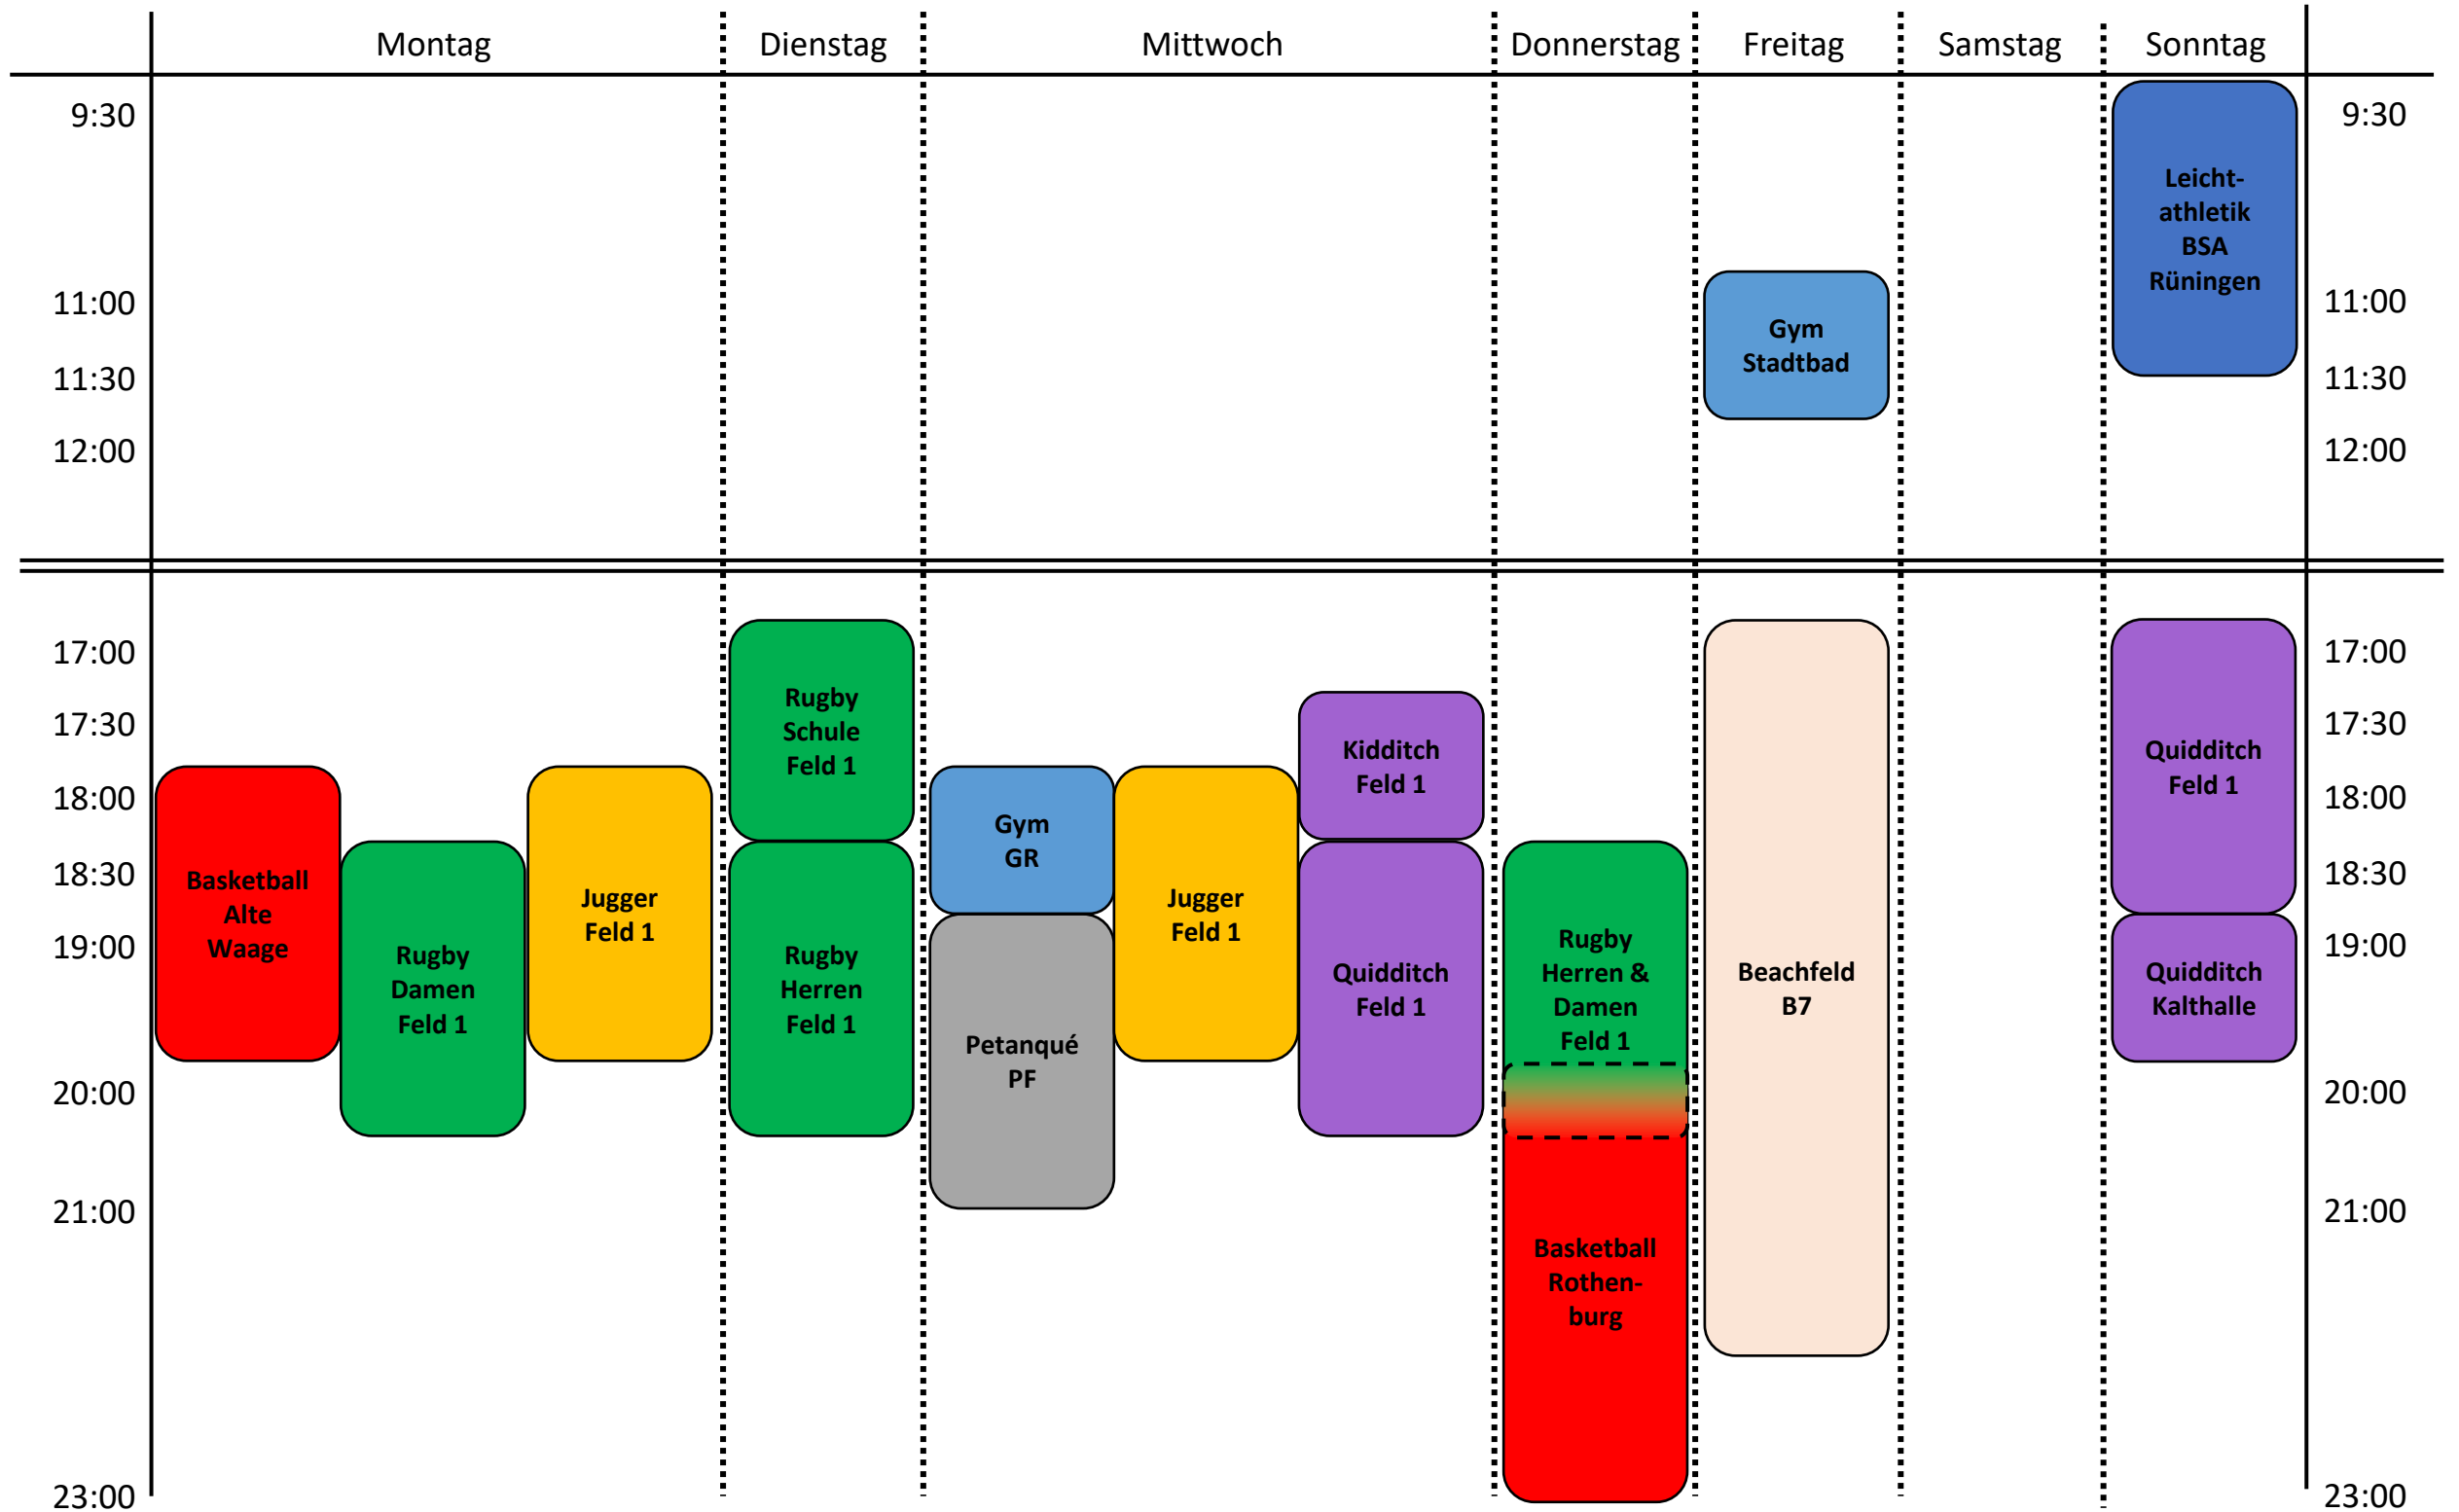 Montag
Dienstag
Mittwoch
Donnerstag
Freitag
Samstag
Sonntag
9:30
11:00
11:30
12:00
17:00
17:30
18:00
18:30
19:00
20:00
21:00
23:00
Basketball
Alte
Waage
Rugby
Damen
Feld 1
Jugger
Feld 1
Rugby
Schule
Feld 1
Rugby
Herren
Feld 1
Gym
GR
Petanqué
PF
Jugger
Feld 1
Kidditch
Feld 1
Quidditch
Feld 1
Rugby
Herren &
Damen
Feld 1
Basketball
Rothen-
burg
Gym
Stadtbad
Beachfeld
B7
Leicht-
athletik
BSA
Rüningen
Quidditch
Feld 1
Quidditch
Kalthalle
9:30
11:00
11:30
12:00
17:00
17:30
18:00
18:30
19:00
20:00
21:00
23:00